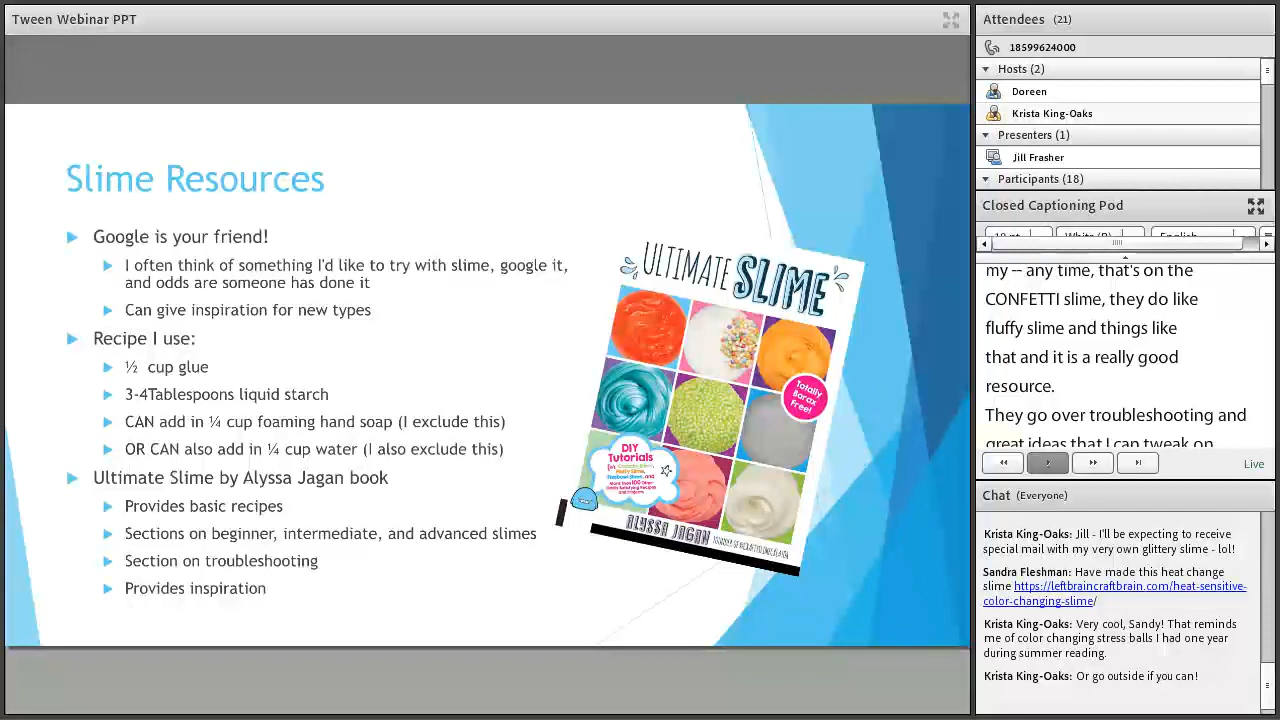 Tween Webinar PPT
Slime Resources
Google is your friend!
I often think of something I'd like to try with slime, google it,
and odds are someone has done it
Can give inspiration for new types
Recipe I use:
½ cup glue
3-4Tablespoons liquid starch
CAN add in ¼ cup foaming hand soap (I exclude this)
OR CAN also add in ¼ cup water (I also exclude this)
Ultimate Slime by Alyssa Jagan book
Provides basic recipes
Sections on beginner, intermediate, and advanced slimes
Section on troubleshooting
Provides inspiration
ULTIMATE SLIME
Totally
Borax
Free!
DIY
Tutorials
ALYSSA JAGAN
Attendees (21)
18599624000
Hosts (2)
Doreen
Krista King-Oaks
Presenters (1)
Jill Frasher
Participants (18)
Closed Captioning Pod
English
my -- any time, that's on the
CONFETTI slime, they do like
fluffy slime and things like
that and it is a really good
resource.
They go over troubleshooting and
great ideas that I can tweak on
Live
Chat (Everyone)
Krista King-Oaks: Jill - I'll be expecting to receive
special mail with my very own glittery slime - lol!
Sandra Fleshman: Have made this heat change
slime https://leftbraincraftbrain.com/heat-sensitive-
color-changing-slime/
Krista King-Oaks: Very cool, Sandy! That reminds
me of color changing stress balls I had one year
during summer reading.
Krista King-Oaks: Or go outside if you can!